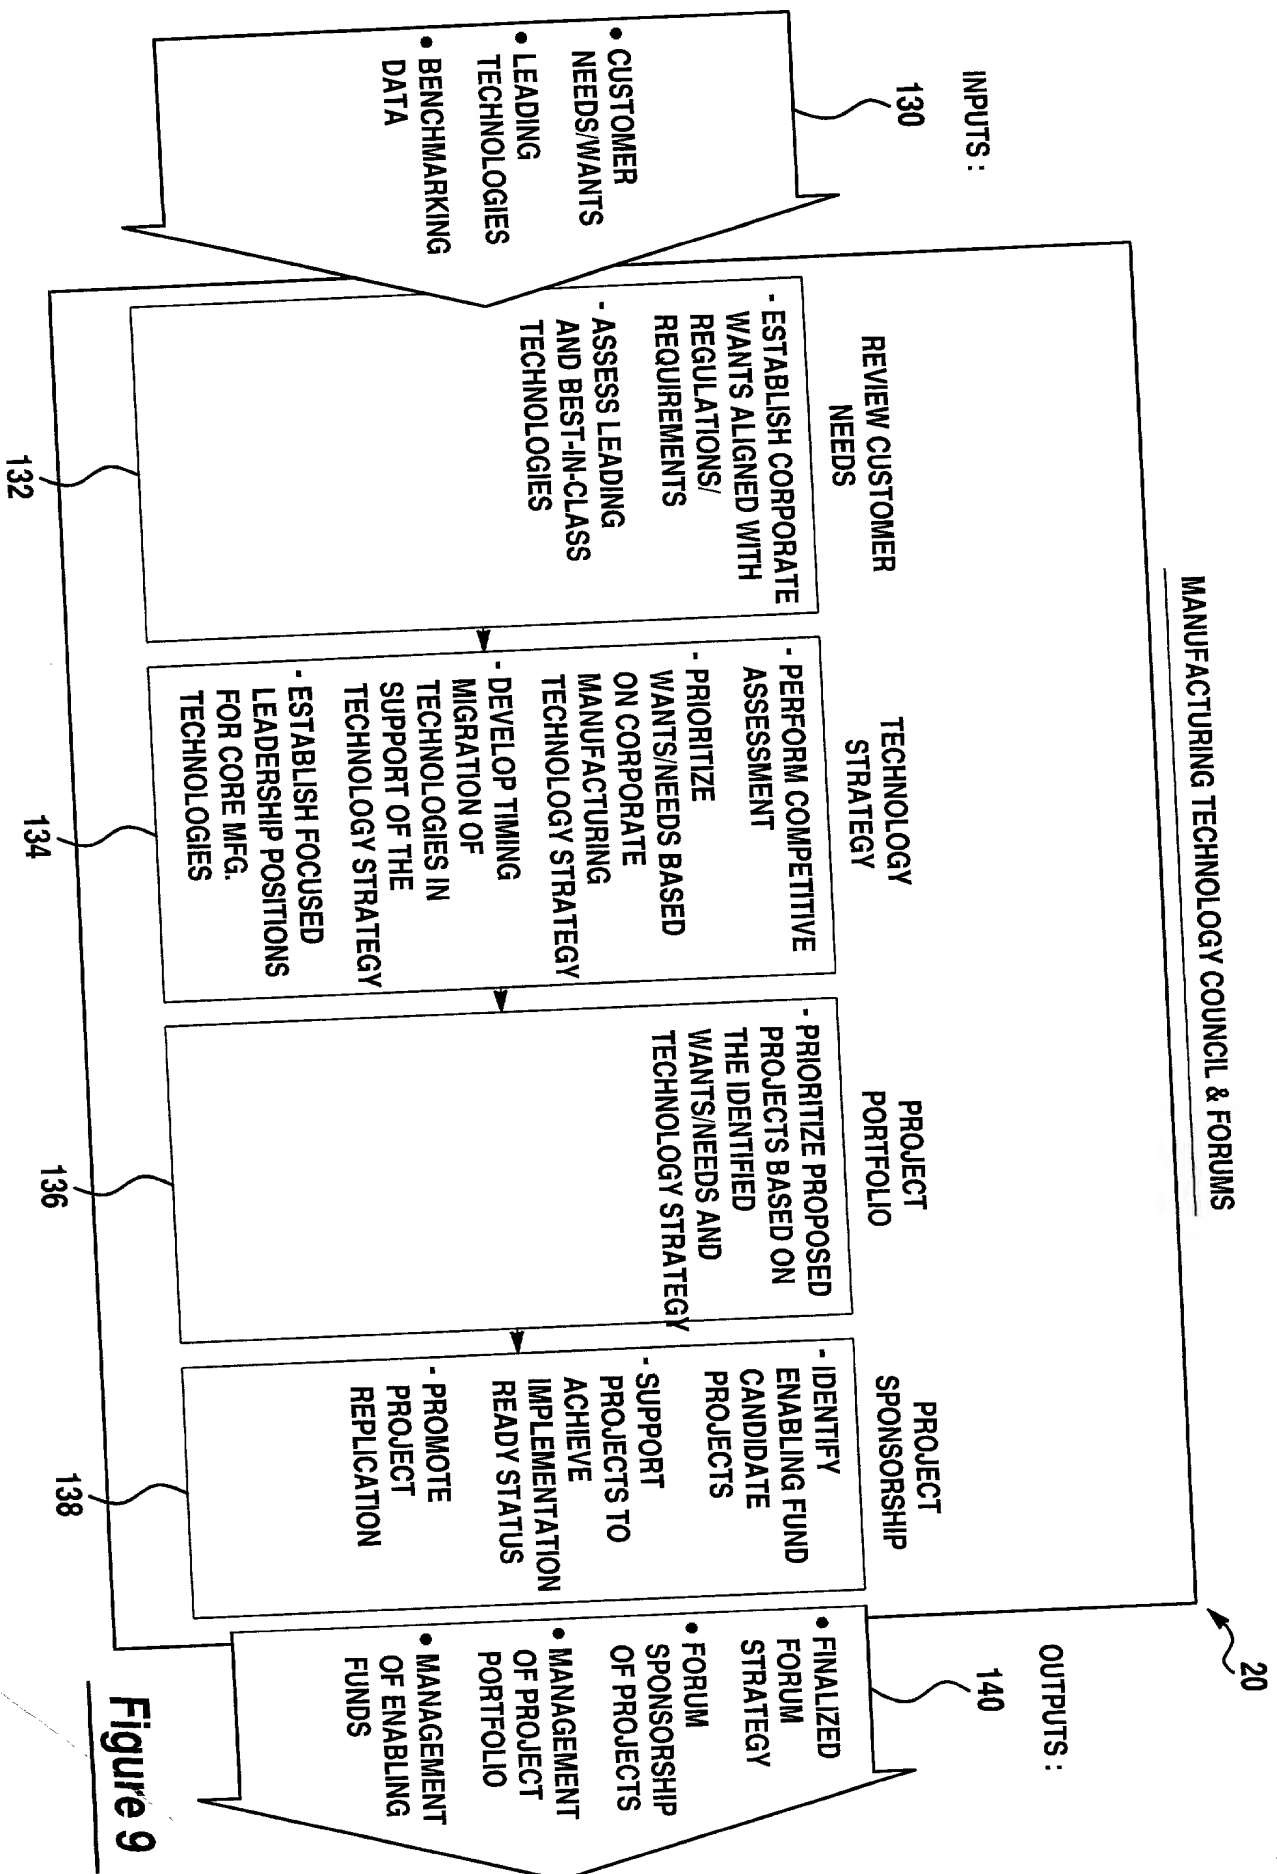 MANUFACTURING TECHNOLOGY COUNCIL & FORUMS
20
INPUTS :
130
• CUSTOMER
NEEDS/WANTS
• LEADING
TECHNOLOGIES
• BENCHMARKING
DATA
REVIEW CUSTOMER
NEEDS
- ESTABLISH CORPORATE
WANTS ALIGNED WITH
REGULATIONS/
REQUIREMENTS
- ASSESS LEADING
AND BEST-IN-CLASS
TECHNOLOGIES
132
TECHNOLOGY
STRATEGY
- PERFORM COMPETITIVE
ASSESSMENT
- PRIORITIZE
WANTS/NEEDS BASED
ON CORPORATE
MANUFACTURING
TECHNOLOGY STRATEGY
- DEVELOP TIMING
MIGRATION OF
TECHNOLOGIES IN
SUPPORT OF THE
TECHNOLOGY STRATEGY
- ESTABLISH FOCUSED
LEADERSHIP POSITIONS
FOR CORE MFG.
TECHNOLOGIES
134
PROJECT
PORTFOLIO
- PRIORITIZE PROPOSED
PROJECTS BASED ON
THE IDENTIFIED
WANTS/NEEDS AND
TECHNOLOGY STRATEGY
136
PROJECT
SPONSORSHIP
- IDENTIFY
ENABLING FUND
CANDIDATE
PROJECTS
- SUPPORT
PROJECTS TO
ACHIEVE
IMPLEMENTATION
READY STATUS
- PROMOTE
PROJECT
REPLICATION
138
OUTPUTS :
140
• FINALIZED
FORUM
STRATEGY
• FORUM
SPONSORSHIP
OF PROJECTS
• MANAGEMENT
OF PROJECT
PORTFOLIO
• MANAGEMENT
OF ENABLING
FUNDS
Figure 9